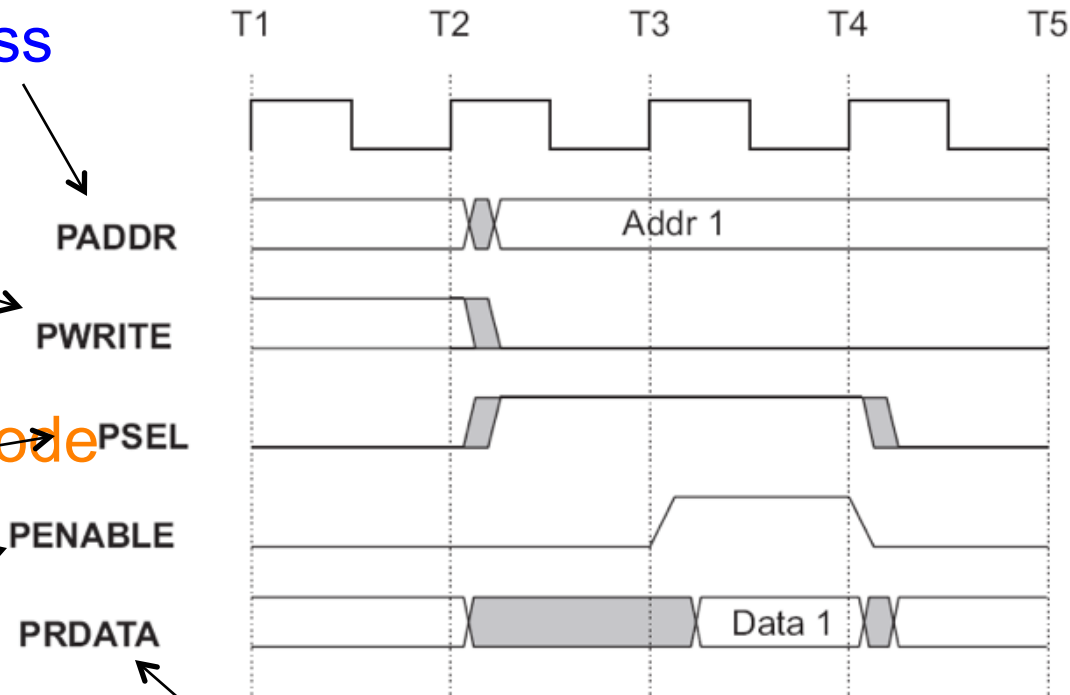 T1 T2 T3 T4 T5
ss
PADDR Addr 1
PWRITE
ode PSEL
PENABLE
PRDATA Data 1